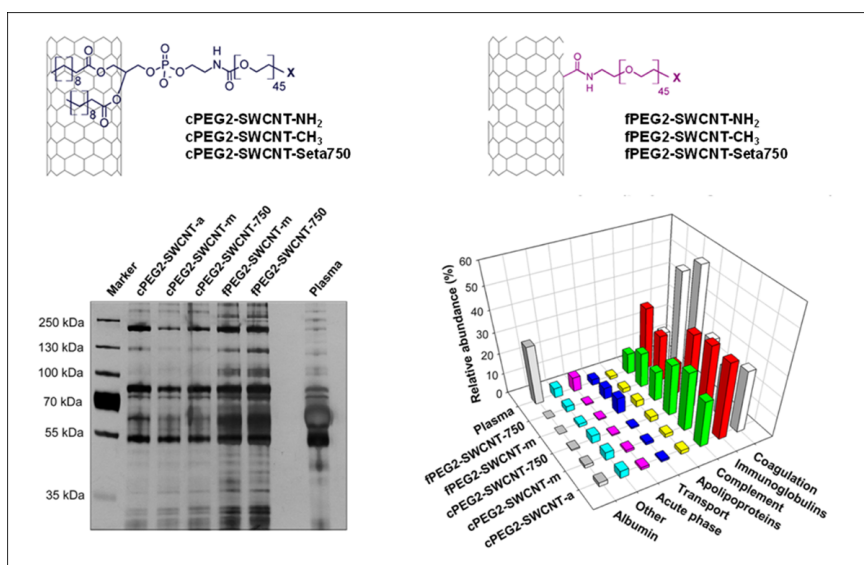 O
O
P
O
O⁻
O
O
H
N
O
O
O
45
X
8
8
O
O
cPEG2-SWCNT-NH₂
cPEG2-SWCNT-CH₃
cPEG2-SWCNT-Seta750
O
N
H
O
45
X
fPEG2-SWCNT-NH₂
fPEG2-SWCNT-CH₃
fPEG2-SWCNT-Seta750
Marker
cPEG2-SWCNT-a
cPEG2-SWCNT-m
cPEG2-SWCNT-750
fPEG2-SWCNT-m
fPEG2-SWCNT-750
Plasma
250 kDa
130 kDa
100 kDa
70 kDa
55 kDa
35 kDa
Relative abundance (%)
60
50
40
30
20
10
0
Plasma
fPEG2-SWCNT-750
fPEG2-SWCNT-m
cPEG2-SWCNT-750
cPEG2-SWCNT-m
cPEG2-SWCNT-a
Coagulation
Immunoglobulins
Complement
Apolipoproteins
Transport
Acute phase
Other
Albumin